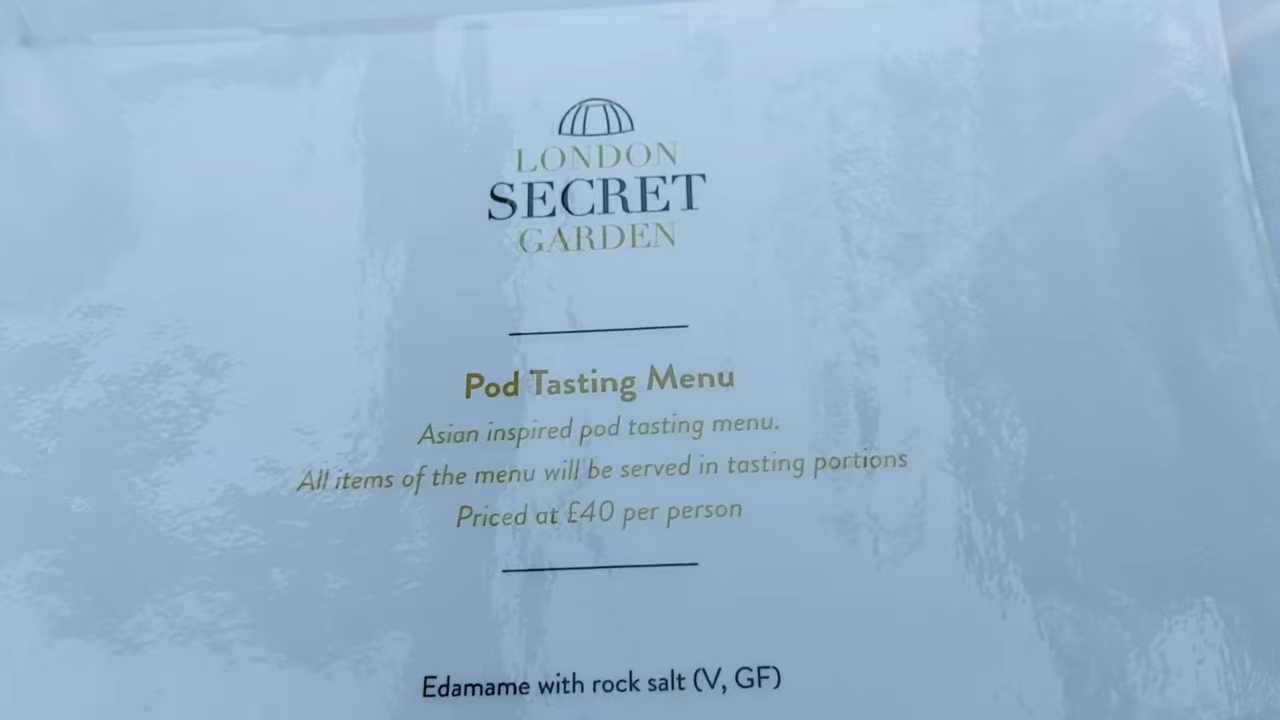 LONDON
SECRET
GARDEN
Pod Tasting Menu
Asian inspired pod tasting menu.
All items of the menu will be served in tasting portions
Priced at £40 per person
Edamame with rock salt (V, GF)